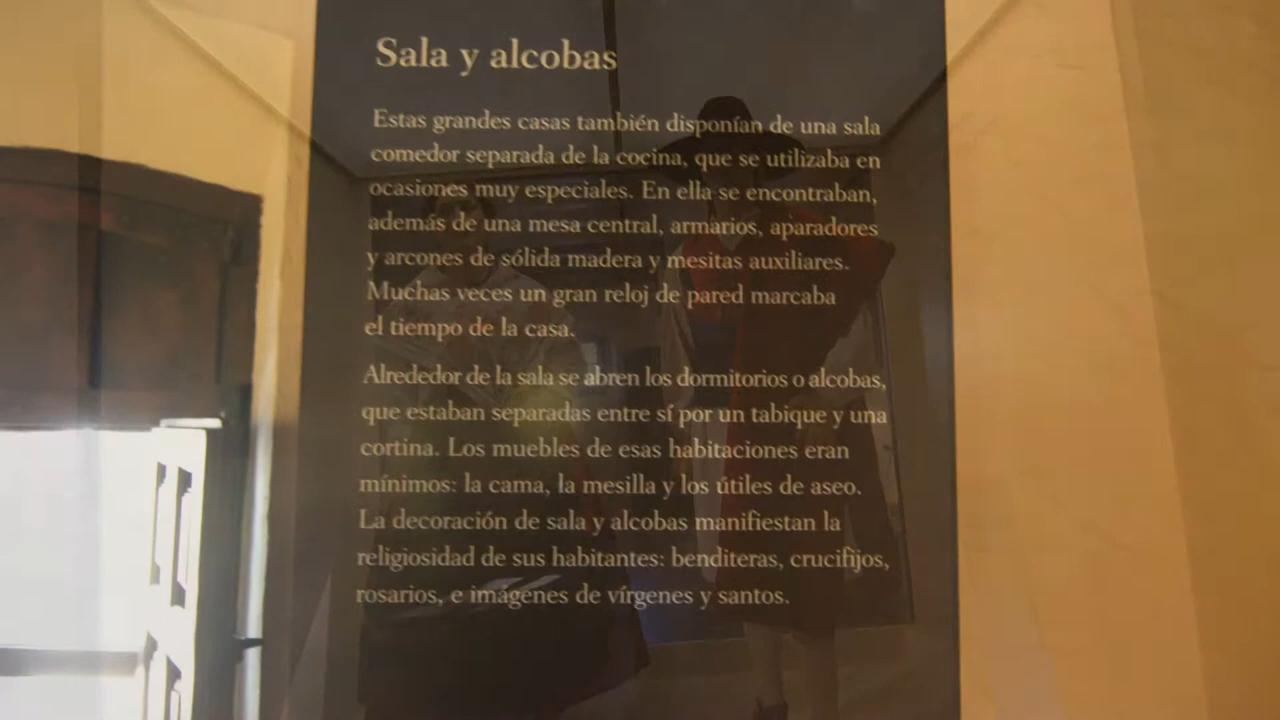 Sala y alcobas
Estas grandes casas también disponían de una sala
comedor separada de la cocina, que se utilizaba en
ocasiones muy especiales. En ella se encontraban,
además de una mesa central, armarios, aparadores
y arcones de sólida madera y mesitas auxiliares.
Muchas veces un gran reloj de pared marcaba
el tiempo de la casa.
Alrededor de la sala se abren los dormitorios o alcobas,
que estaban separadas entre sí por un tabique y una
cortina. Los muebles de esas habitaciones eran
mínimos: la cama, la mesilla y los útiles de aseo.
La decoración de sala y alcobas manifiestan la
religiosidad de sus habitantes: benditeras, crucifijos,
rosarios, e imágenes de vírgenes y santos.